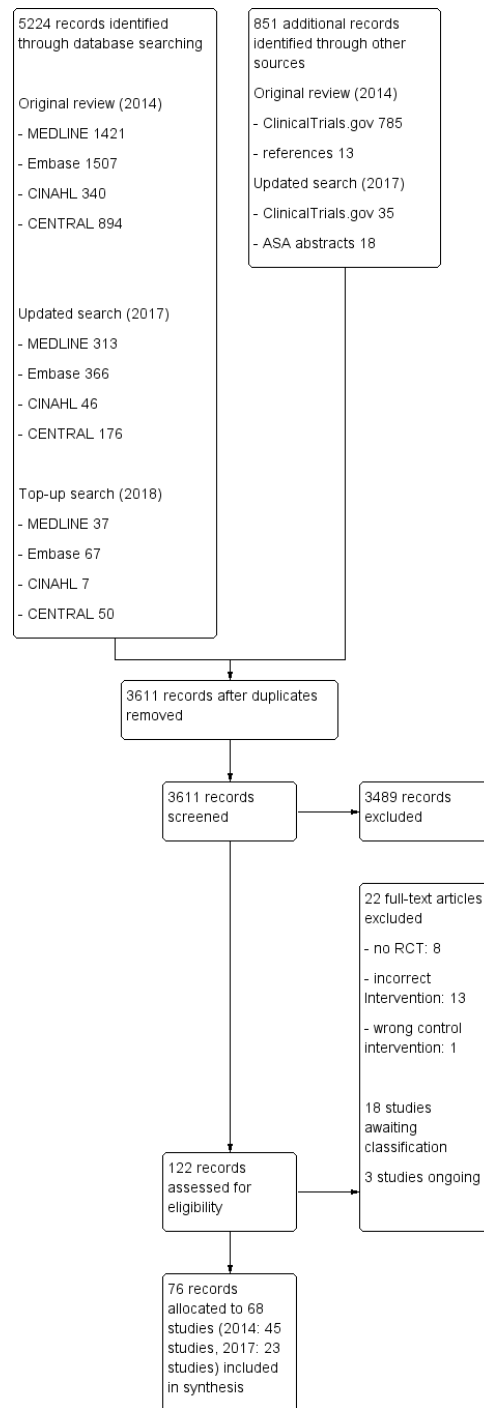 5224 records identified
through database searching
Original review (2014)
- MEDLINE 1421
- Embase 1507
- CINAHL 340
- CENTRAL 894
Updated search (2017)
- MEDLINE 313
- Embase 366
- CINAHL 46
- CENTRAL 176
Top-up search (2018)
- MEDLINE 37
- Embase 67
- CINAHL 7
- CENTRAL 50
851 additional records
identified through other
sources
Original review (2014)
- ClinicalTrials.gov 785
- references 13
Updated search (2017)
- ClinicalTrials.gov 35
- ASA abstracts 18
3611 records after duplicates
removed
3611 records
screened
3489 records
excluded
22 full-text articles
excluded
- no RCT: 8
- incorrect
Intervention: 13
- wrong control
intervention: 1
18 studies
awaiting
classification
3 studies ongoing
122 records
assessed for
eligibility
76 records
allocated to 68
studies (2014: 45
studies, 2017: 23
studies) included
in synthesis